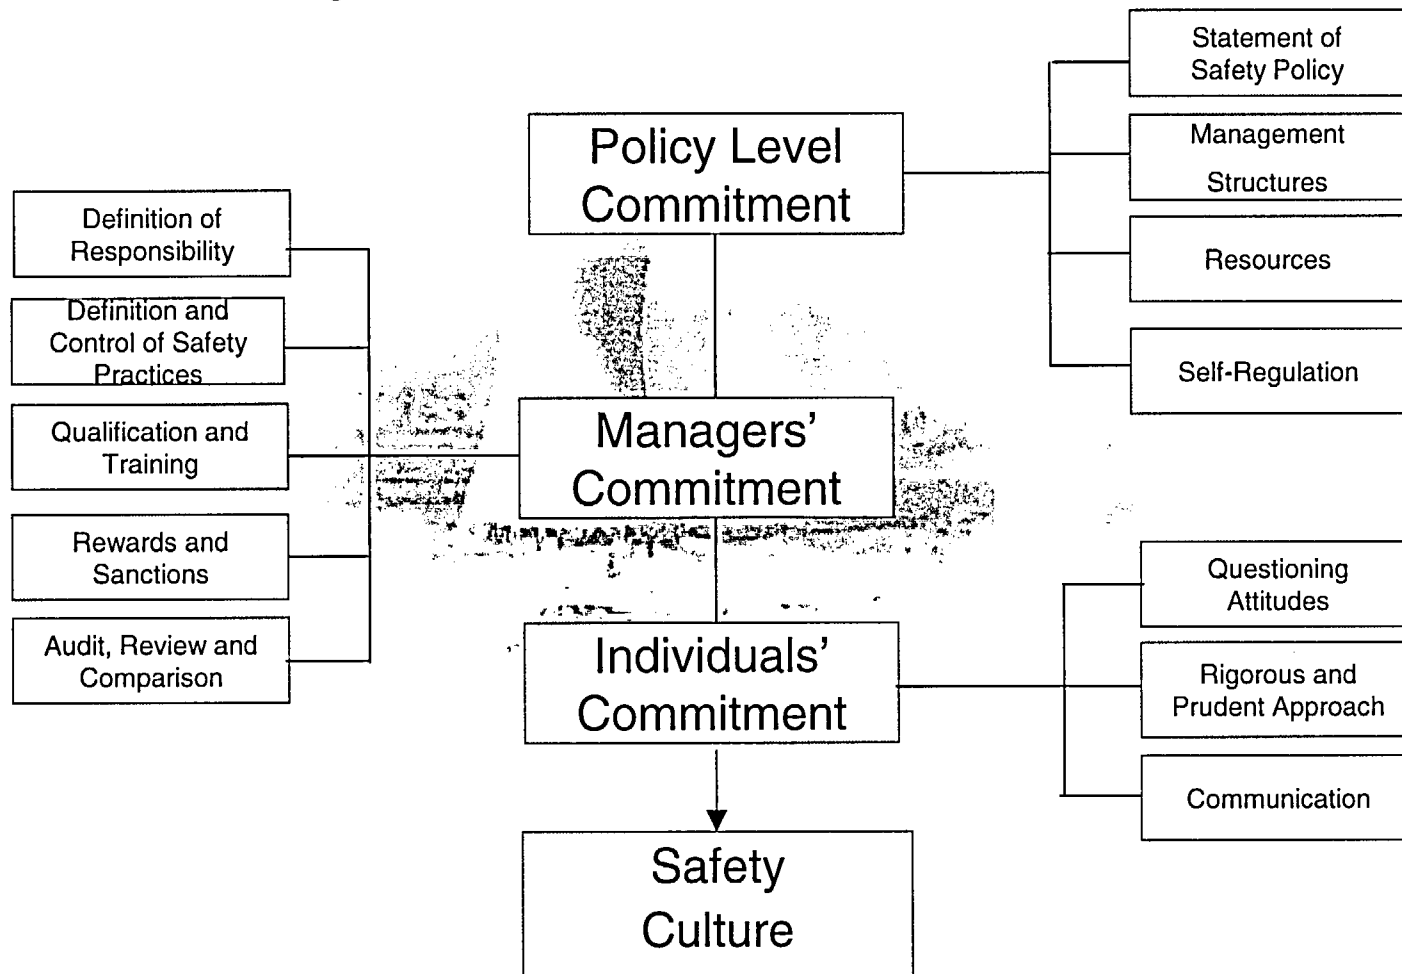 Statement of
Safety Policy
Policy Level
Commitment
Management
Structures
Resources
Self-Regulation
Definition of
Responsibility
Definition and
Control of Safety
Practices
Qualification and
Training
Rewards and
Sanctions
Audit, Review and
Comparison
Managers’
Commitment
Individuals’
Commitment
Questioning
Attitudes
Rigorous and
Prudent Approach
Communication
Safety
Culture